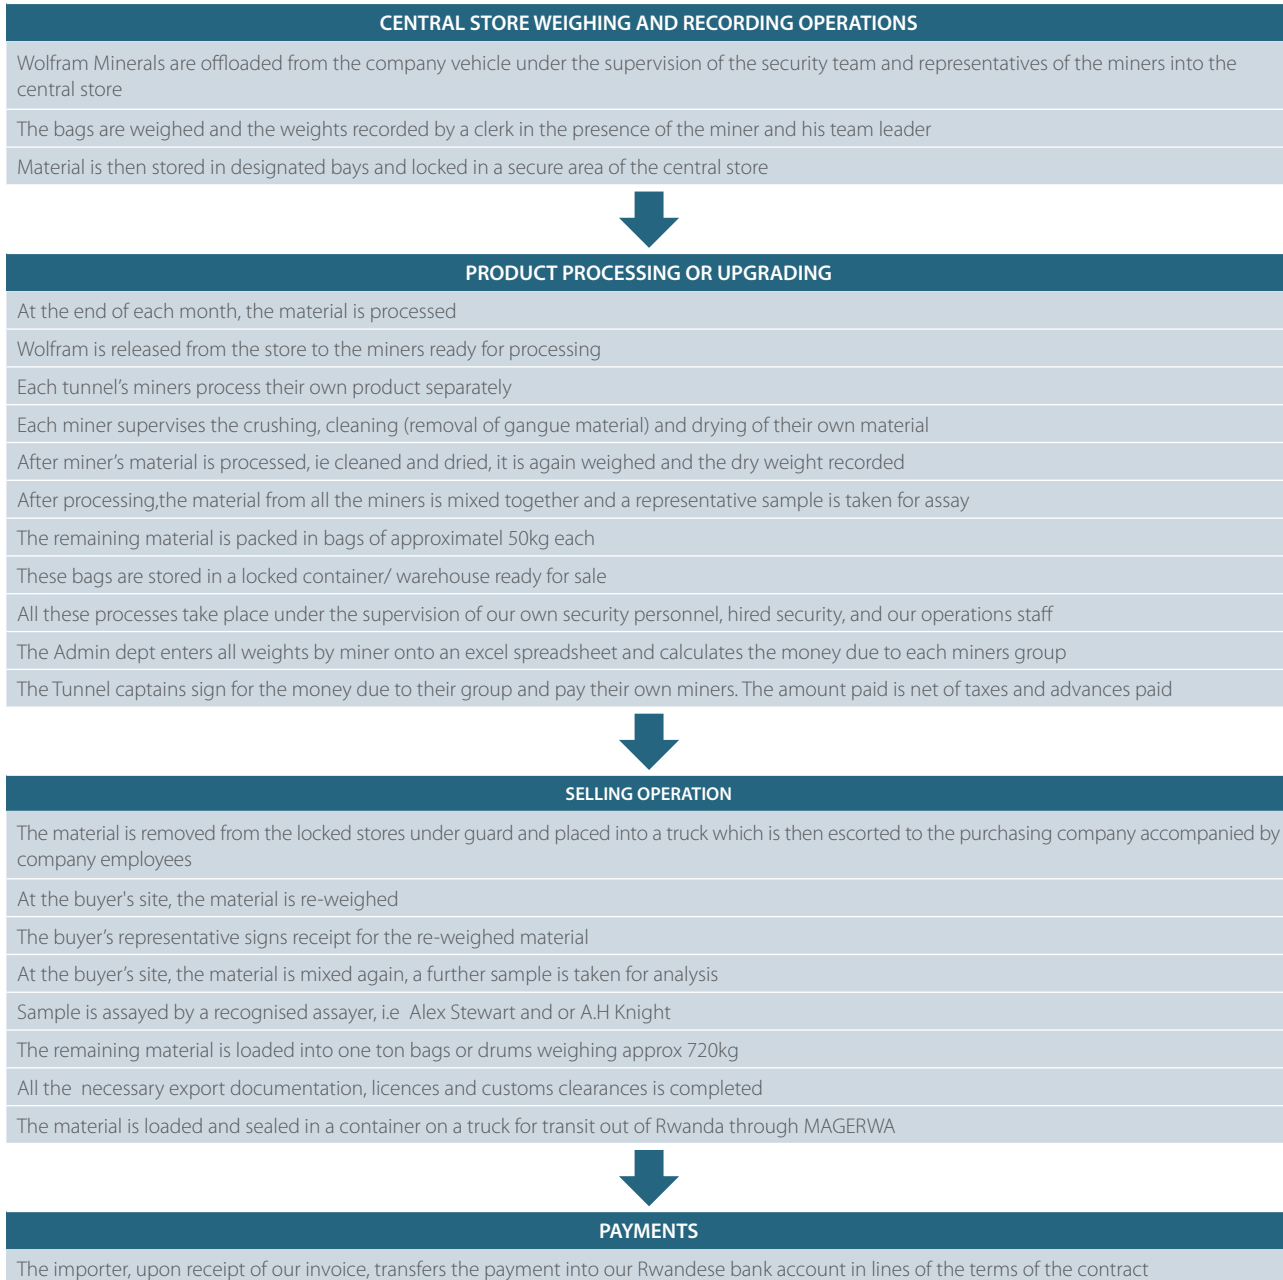 CENTRAL STORE WEIGHING AND RECORDING OPERATIONS
Wolfram Minerals are offloaded from the company vehicle under the supervision of the security team and representatives of the miners into the
central store
The bags are weighed and the weights recorded by a clerk in the presence of the miner and his team leader
Material is then stored in designated bays and locked in a secure area of the central store
PRODUCT PROCESSING OR UPGRADING
At the end of each month, the material is processed
Wolfram is released from the store to the miners ready for processing
Each tunnel's miners process their own product separately
Each miner supervises the crushing, cleaning (removal of gangue material) and drying of their own material
After miner's material is processed, ie cleaned and dried, it is again weighed and the dry weight recorded
After processing,the material from all the miners is mixed together and a representative sample is taken for assay
The remaining material is packed in bags of approximatel 50kg each
These bags are stored in a locked container/ warehouse ready for sale
All these processes take place under the supervision of our own security personnel, hired security, and our operations staff
The Admin dept enters all weights by miner onto an excel spreadsheet and calculates the money due to each miners group
The Tunnel captains sign for the money due to their group and pay their own miners. The amount paid is net of taxes and advances paid
SELLING OPERATION
The material is removed from the locked stores under guard and placed into a truck which is then escorted to the purchasing company accompanied by
company employees
At the buyer's site, the material is re-weighed
The buyer's representative signs receipt for the re-weighed material
At the buyer's site, the material is mixed again, a further sample is taken for analysis
Sample is assayed by a recognised assayer, i.e Alex Stewart and or A.H Knight
The remaining material is loaded into one ton bags or drums weighing approx 720kg
All the necessary export documentation, licences and customs clearances is completed
The material is loaded and sealed in a container on a truck for transit out of Rwanda through MAGERWA
PAYMENTS
The importer, upon receipt of our invoice, transfers the payment into our Rwandese bank account in lines of the terms of the contract